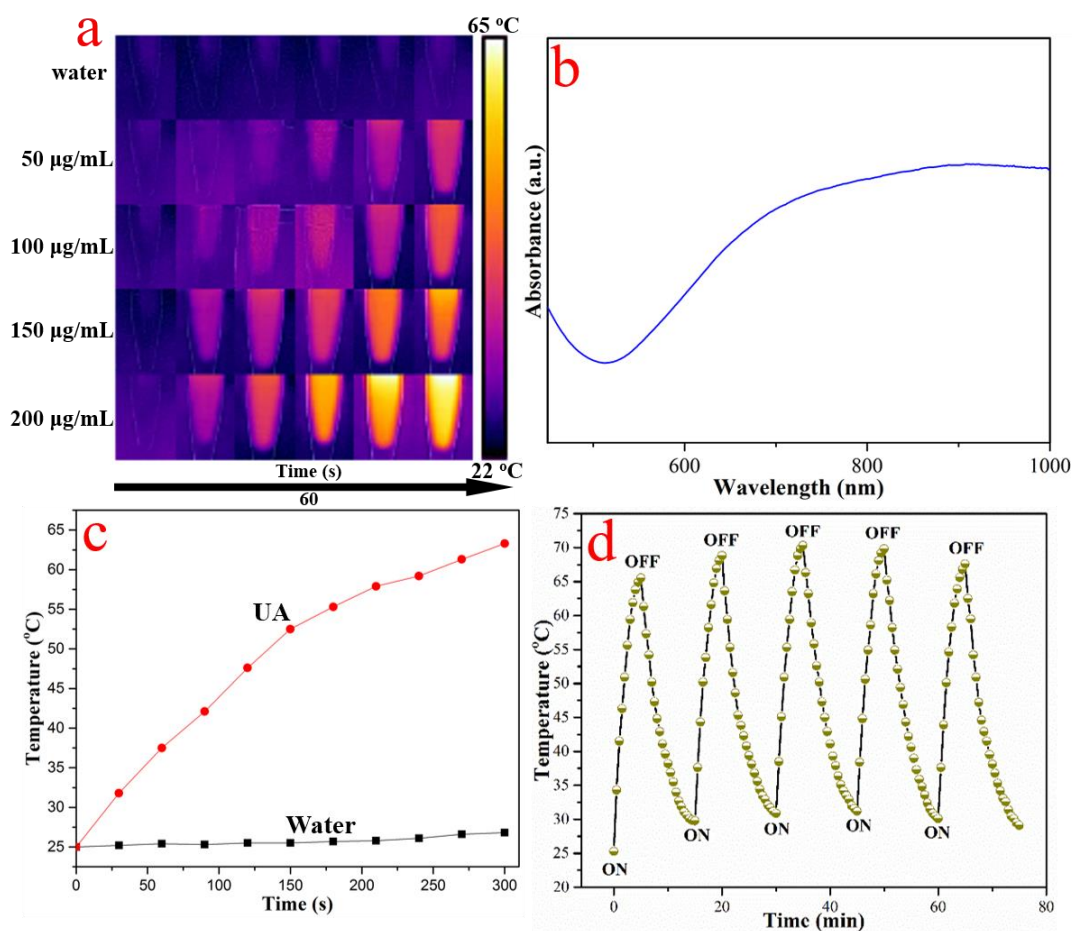 a
65 °C
water
50 µg/mL
100 µg/mL
150 µg/mL
200 µg/mL
22 °C
Time (s)
60
b
Absorbance (a.u.)
600
800
1000
Wavelength (nm)
c
Temperature (°C)
65
60
55
50
45
40
35
30
25
UA
Water
0
50
100
150
200
250
300
Time (s)
d
Temperature (°C)
75
70
65
60
55
50
45
40
35
30
25
20
OFF
OFF
OFF
OFF
OFF
ON
ON
ON
ON
ON
0
20
40
60
80
Time (min)